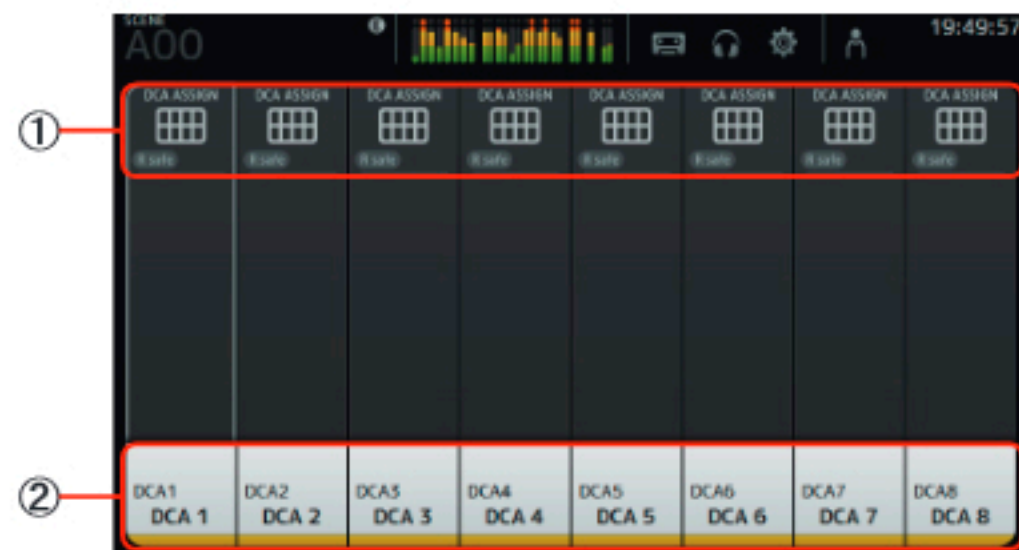 SCENE
A00
19:49:57
①
DCA ASSIGN DCA ASSIGN DCA ASSIGN DCA ASSIGN DCA ASSIGN DCA ASSIGN DCA ASSIGN DCA ASSIGN
R safe R safe R safe R safe R safe R safe R safe R safe
②
DCA1 DCA2 DCA3 DCA4 DCA5 DCA6 DCA7 DCA8
DCA 1 DCA 2 DCA 3 DCA 4 DCA 5 DCA 6 DCA 7 DCA 8